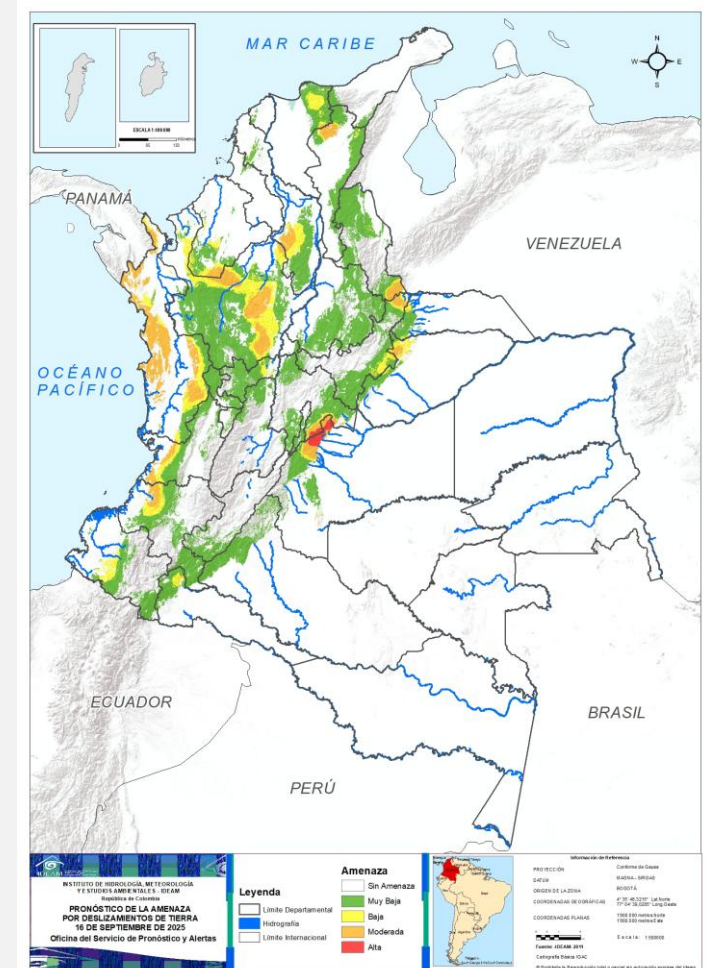 MAR CARIBE
N
W
E
S
ESCALA 1:600.000
PANAMÁ
VENEZUELA
OCÉANO
PACÍFICO
ECUADOR
BRASIL
PERÚ
IDEAM
INSTITUTO DE HIDROLOGÍA, METEOROLOGÍA
Y ESTUDIOS AMBIENTALES - IDEAM
República de Colombia
PRONÓSTICO DE LA AMENAZA
POR DESLIZAMIENTOS DE TIERRA
16 DE SEPTIEMBRE DE 2025
Oficina del Servicio de Pronóstico y Alertas
Leyenda
Límite Departamental
Hidrografía
Límite Internacional
Amenaza
Sin Amenaza
Muy Baja
Baja
Moderada
Alta
Información de Referencia
PROYECCIÓN Conforme de Gauss
DATUM MAGNA - SIRGAS
ORIGEN DE LA ZONA BOGOTÁ
COORDENADAS GEOGRÁFICAS
COORDENADAS PLANAS
Fuente: IDEAM 2011
Cartografía Básica IGAC